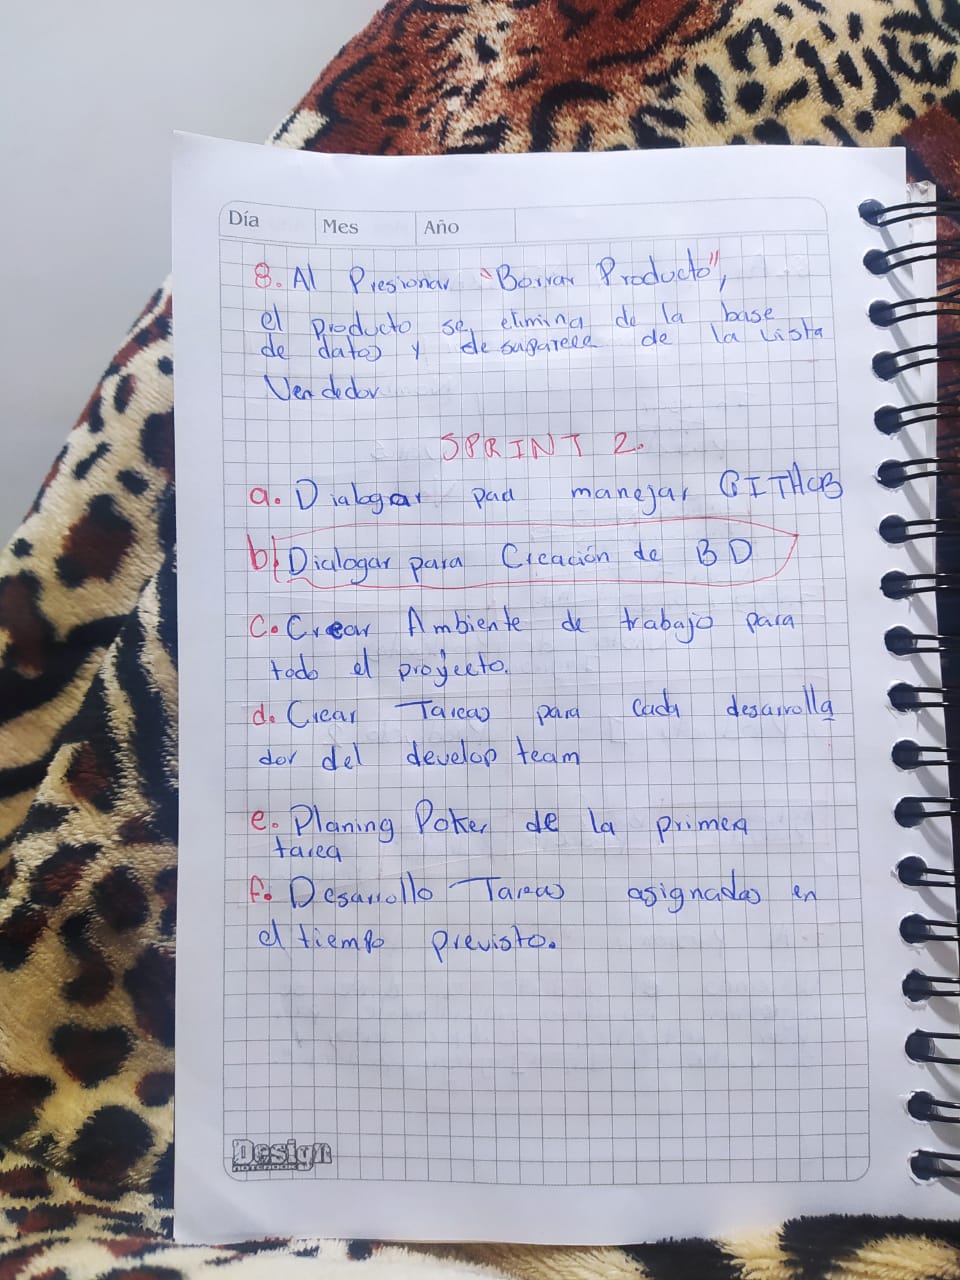 Día Mes Año
8. Al Presionar "Borrar Producto",
el producto se elimina de la base
de datos y desaparece de la Lista
Vendedor
SPRINT 2.
a. Dialogar paa manejar GITHUB
b. Dialogar para Creación de BD
c. Crear Ambiente de trabajo para
todo el proyecto.
d. Crear Tareas para cada desarrolla
dor del develop team
e. Planing Poker de la primera
tarea
f. Desarrollo Tareas asignadas en
el tiempo previsto.
Design
NOTEBOOK